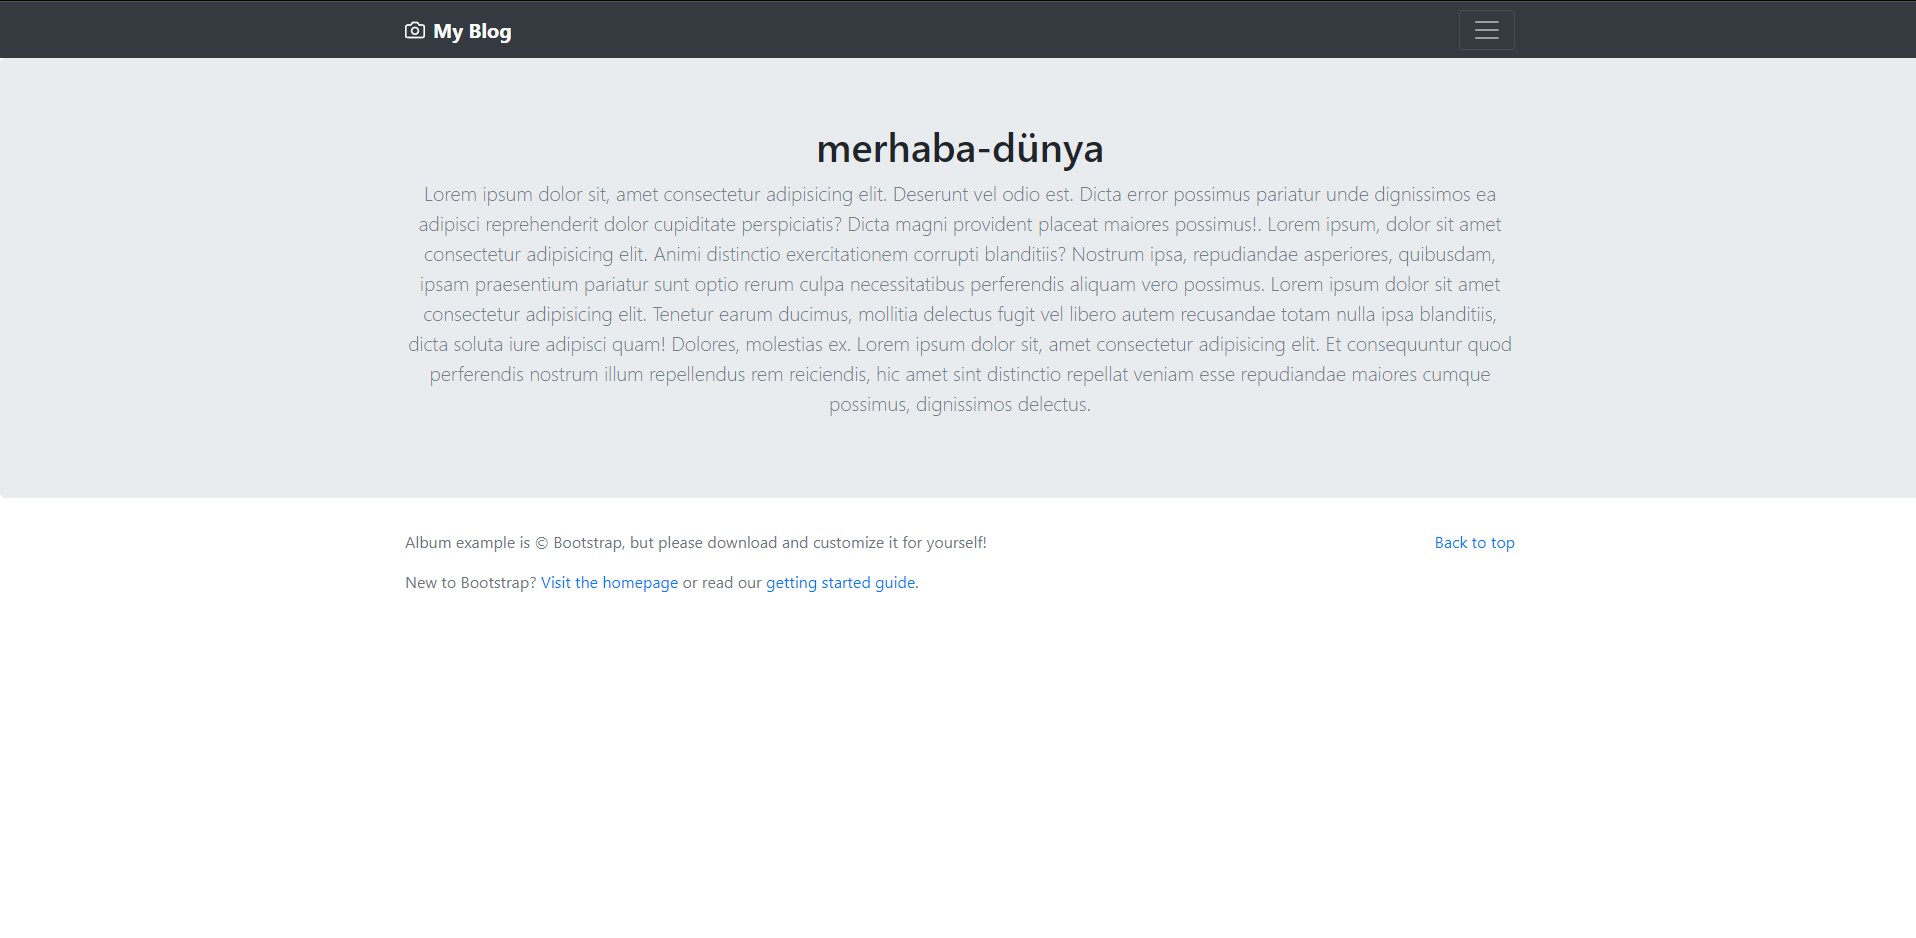 My Blog
merhaba-dünya
Lorem ipsum dolor sit, amet consectetur adipisicing elit. Deserunt vel odio est. Dicta error possimus pariatur unde dignissimos ea
adipisci reprehenderit dolor cupiditate perspiciatis? Dicta magni provident placeat maiores possimus!. Lorem ipsum, dolor sit amet
consectetur adipisicing elit. Animi distinctio exercitationem corrupti blanditiis? Nostrum ipsa, repudiandae asperiores, quibusdam,
ipsam praesentium pariatur sunt optio rerum culpa necessitatibus perferendis aliquam vero possimus. Lorem ipsum dolor sit amet
consectetur adipisicing elit. Tenetur earum ducimus, mollitia delectus fugit vel libero autem recusandae totam nulla ipsa blanditiis,
dicta soluta iure adipisci quam! Dolores, molestias ex. Lorem ipsum dolor sit, amet consectetur adipisicing elit. Et consequuntur quod
perferendis nostrum illum repellendus rem reiciendis, hic amet sint distinctio repellat veniam esse repudiandae maiores cumque
possimus, dignissimos delectus.
Album example is © Bootstrap, but please download and customize it for yourself!
Back to top
New to Bootstrap? Visit the homepage or read our getting started guide.